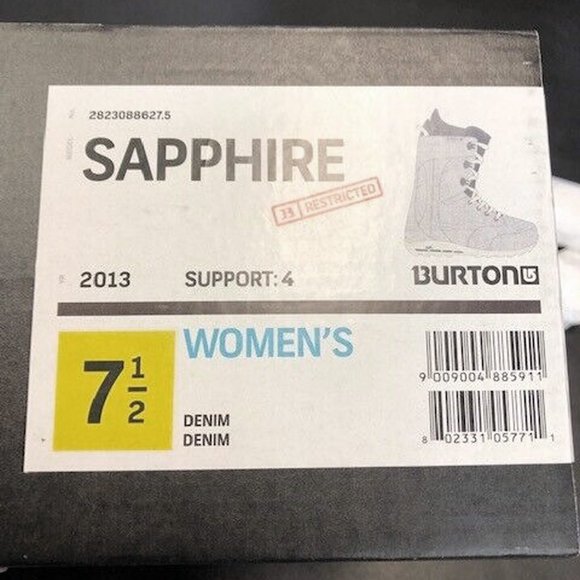 2823088627.5
SAPPHIRE
RESTRICTED
YR 2013 SUPPORT: 4
BURTON
7 1/2
WOMEN'S
DENIM
DENIM
9 009004 885911
8 02331 05771 1